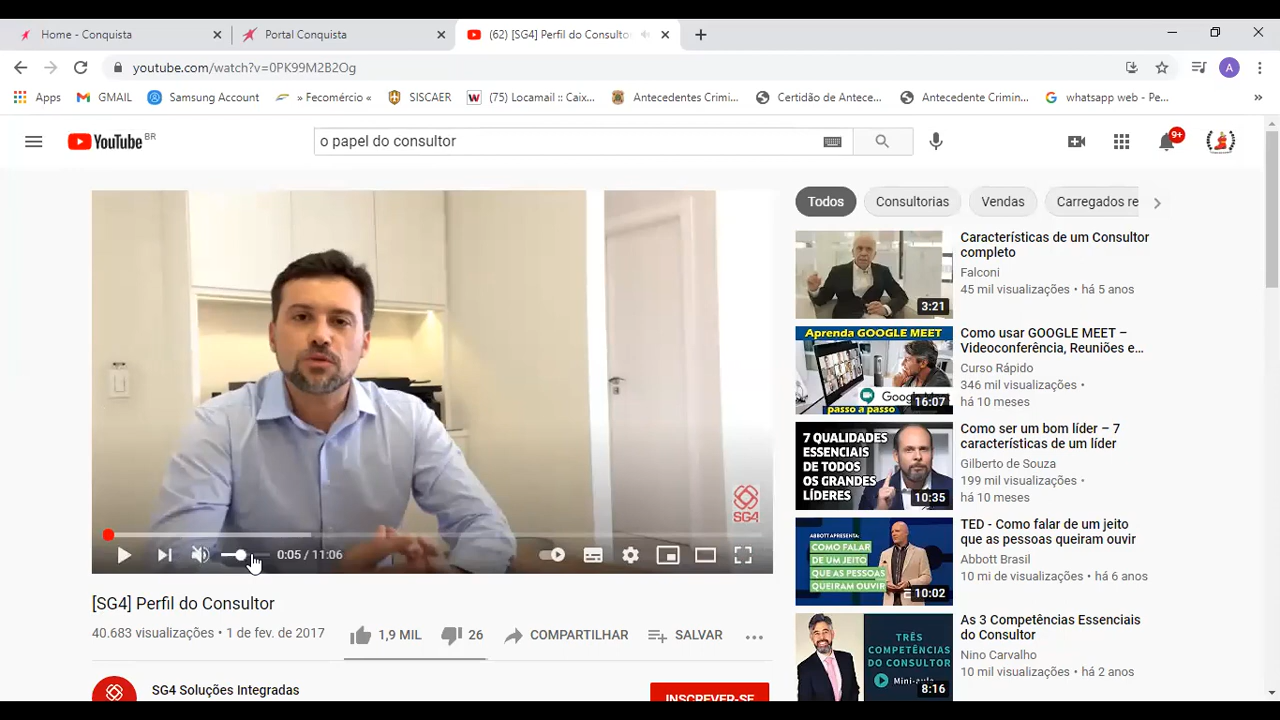 Home - Conquista
Portal Conquista
(62) [SG4] Perfil do Consulto
youtube.com/watch?v=0PK99M2B2Og
A
Apps
GMAIL
Samsung Account
» Fecomércio «
SISCAER
(75) Locamail :: Caix...
Antecedentes Crimi...
Certidão de Antece...
Antecedente Crimin...
whatsapp web - Pe...
»
YouTube BR
o papel do consultor
9+
Todos
Consultorias
Vendas
Carregados re
SG4
0:05 / 11:06
[SG4] Perfil do Consultor
40.683 visualizações • 1 de fev. de 2017
1,9 MIL
26
COMPARTILHAR
SALVAR
SG4 Soluções Integradas
INSCREVER-SE
3:21
Características de um Consultor
completo
Falconi
45 mil visualizações • há 5 anos
Aprenda GOOGLE MEET
passo a passo
16:07
Como usar GOOGLE MEET –
Videoconferência, Reuniões e...
Curso Rápido
346 mil visualizações •
há 10 meses
7 QUALIDADES
ESSENCIAIS
DE TODOS
OS GRANDES
LÍDERES
10:35
Como ser um bom líder – 7
características de um líder
Gilberto de Souza
199 mil visualizações •
há 10 meses
ABBOTT APRESENTA:
COMO FALAR
DE UM JEITO
QUE AS PESSOAS
QUEIRAM OUVIR
10:02
TED - Como falar de um jeito
que as pessoas queiram ouvir
Abbott Brasil
10 mi de visualizações • há 6 anos
TRÊS
COMPETÊNCIAS
DO CONSULTOR
Mini-aula
8:16
As 3 Competências Essenciais
do Consultor
Nino Carvalho
10 mil visualizações • há 2 anos